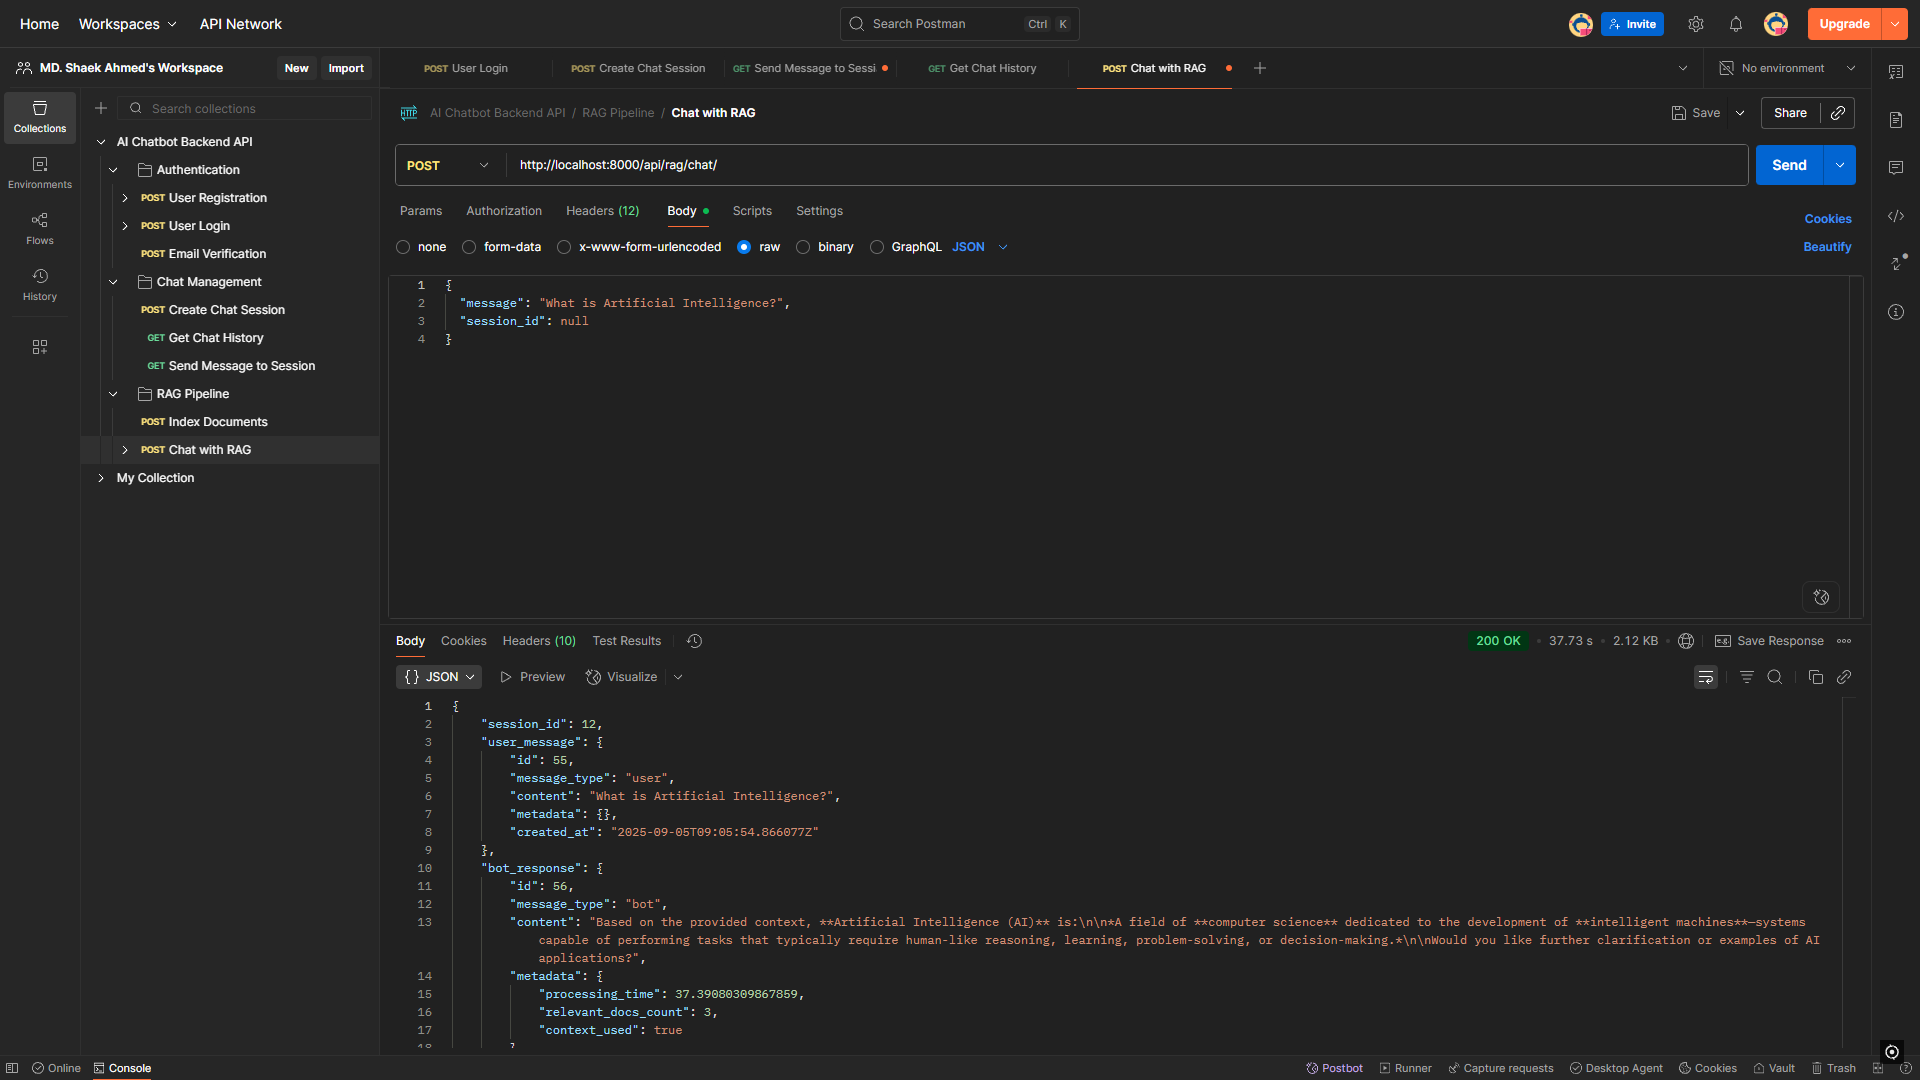 Home Workspaces API Network Search Postman Ctrl K Invite Upgrade
MD. Shaek Ahmed's Workspace New Import
POST User Login POST Create Chat Session GET Send Message to Sessi GET Get Chat History POST Chat with RAG No environment
Collections
Environments
Flows
History
Search collections
AI Chatbot Backend API
Authentication
POST User Registration
POST User Login
POST Email Verification
Chat Management
POST Create Chat Session
GET Get Chat History
GET Send Message to Session
RAG Pipeline
POST Index Documents
POST Chat with RAG
My Collection
HTTP AI Chatbot Backend API / RAG Pipeline / Chat with RAG Save Share
POST http://localhost:8000/api/rag/chat/ Send
Params Authorization Headers (12) Body Scripts Settings Cookies
none form-data x-www-form-urlencoded raw binary GraphQL JSON Beautify
1 {
2 "message": "What is Artificial Intelligence?",
3 "session_id": null
4 }
Body Cookies Headers (10) Test Results 200 OK • 37.73 s • 2.12 KB • Save Response
{} JSON Preview Visualize
1 {
2 "session_id": 12,
3 "user_message": {
4 "id": 55,
5 "message_type": "user",
6 "content": "What is Artificial Intelligence?",
7 "metadata": {},
8 "created_at": "2025-09-05T09:05:54.866077Z"
9 },
10 "bot_response": {
11 "id": 56,
12 "message_type": "bot",
13 "content": "Based on the provided context, **Artificial Intelligence (AI)** is:\n\n*A field of **computer science** dedicated to the development of **intelligent machines**—systems
capable of performing tasks that typically require human-like reasoning, learning, problem-solving, or decision-making.*\n\nWould you like further clarification or examples of AI
applications?",
14 "metadata": {
15 "processing_time": 37.39080309867859,
16 "relevant_docs_count": 3,
17 "context_used": true
18 }
Online Console Postbot Runner Capture requests Desktop Agent Cookies Vault Trash